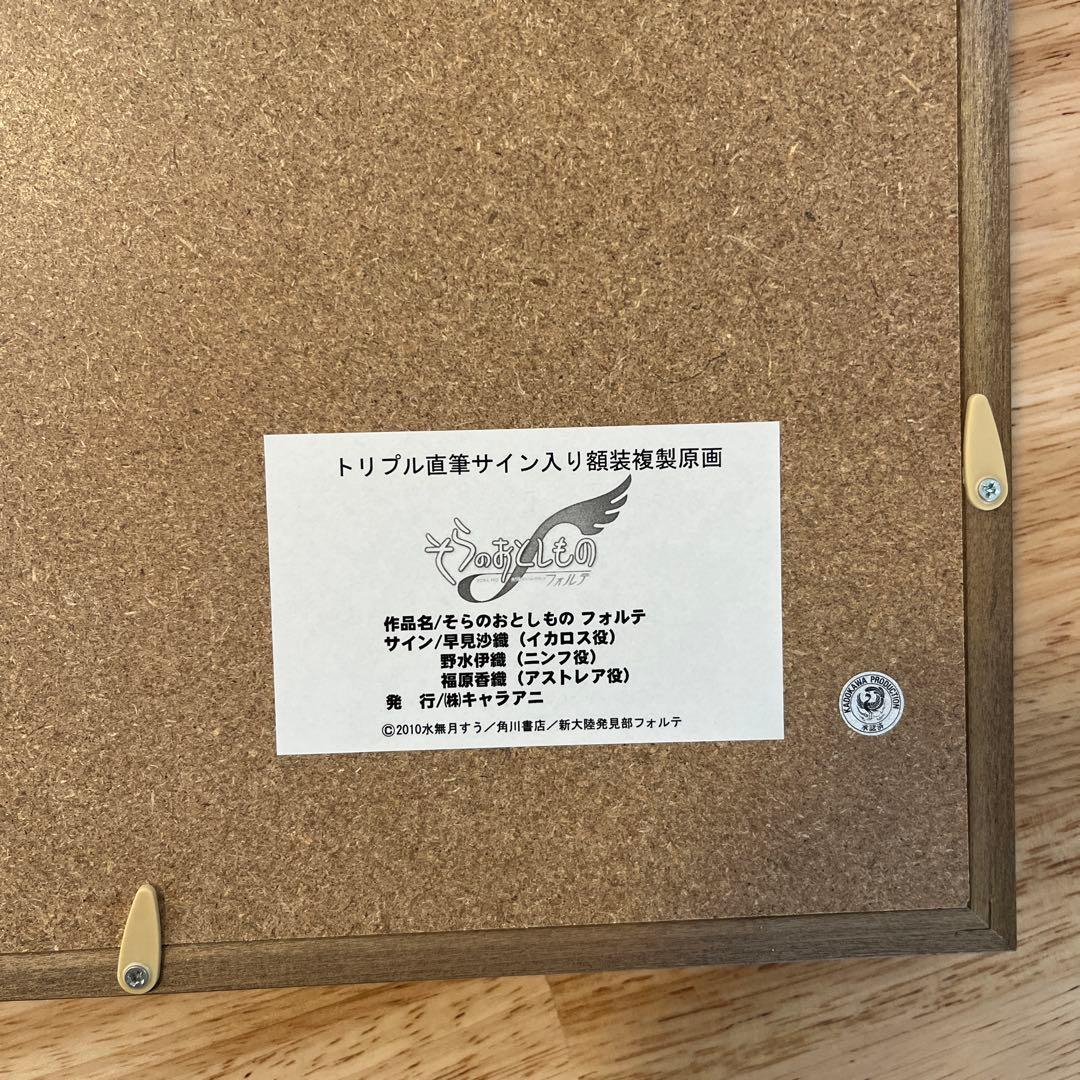 トリプル直筆サイン入り額装複製原画
そらのおとしもの
フォルテ
作品名/そらのおとしもの フォルテ
サイン/早見沙織(イカロス役)
野水伊織(ニンフ役)
福原香織(アストレア役)
発 行/㈱キャラアニ
©2010水無月すう/角川書店/新大陸発見部フォルテ
KADOKAWA PRODUCTION
承認済